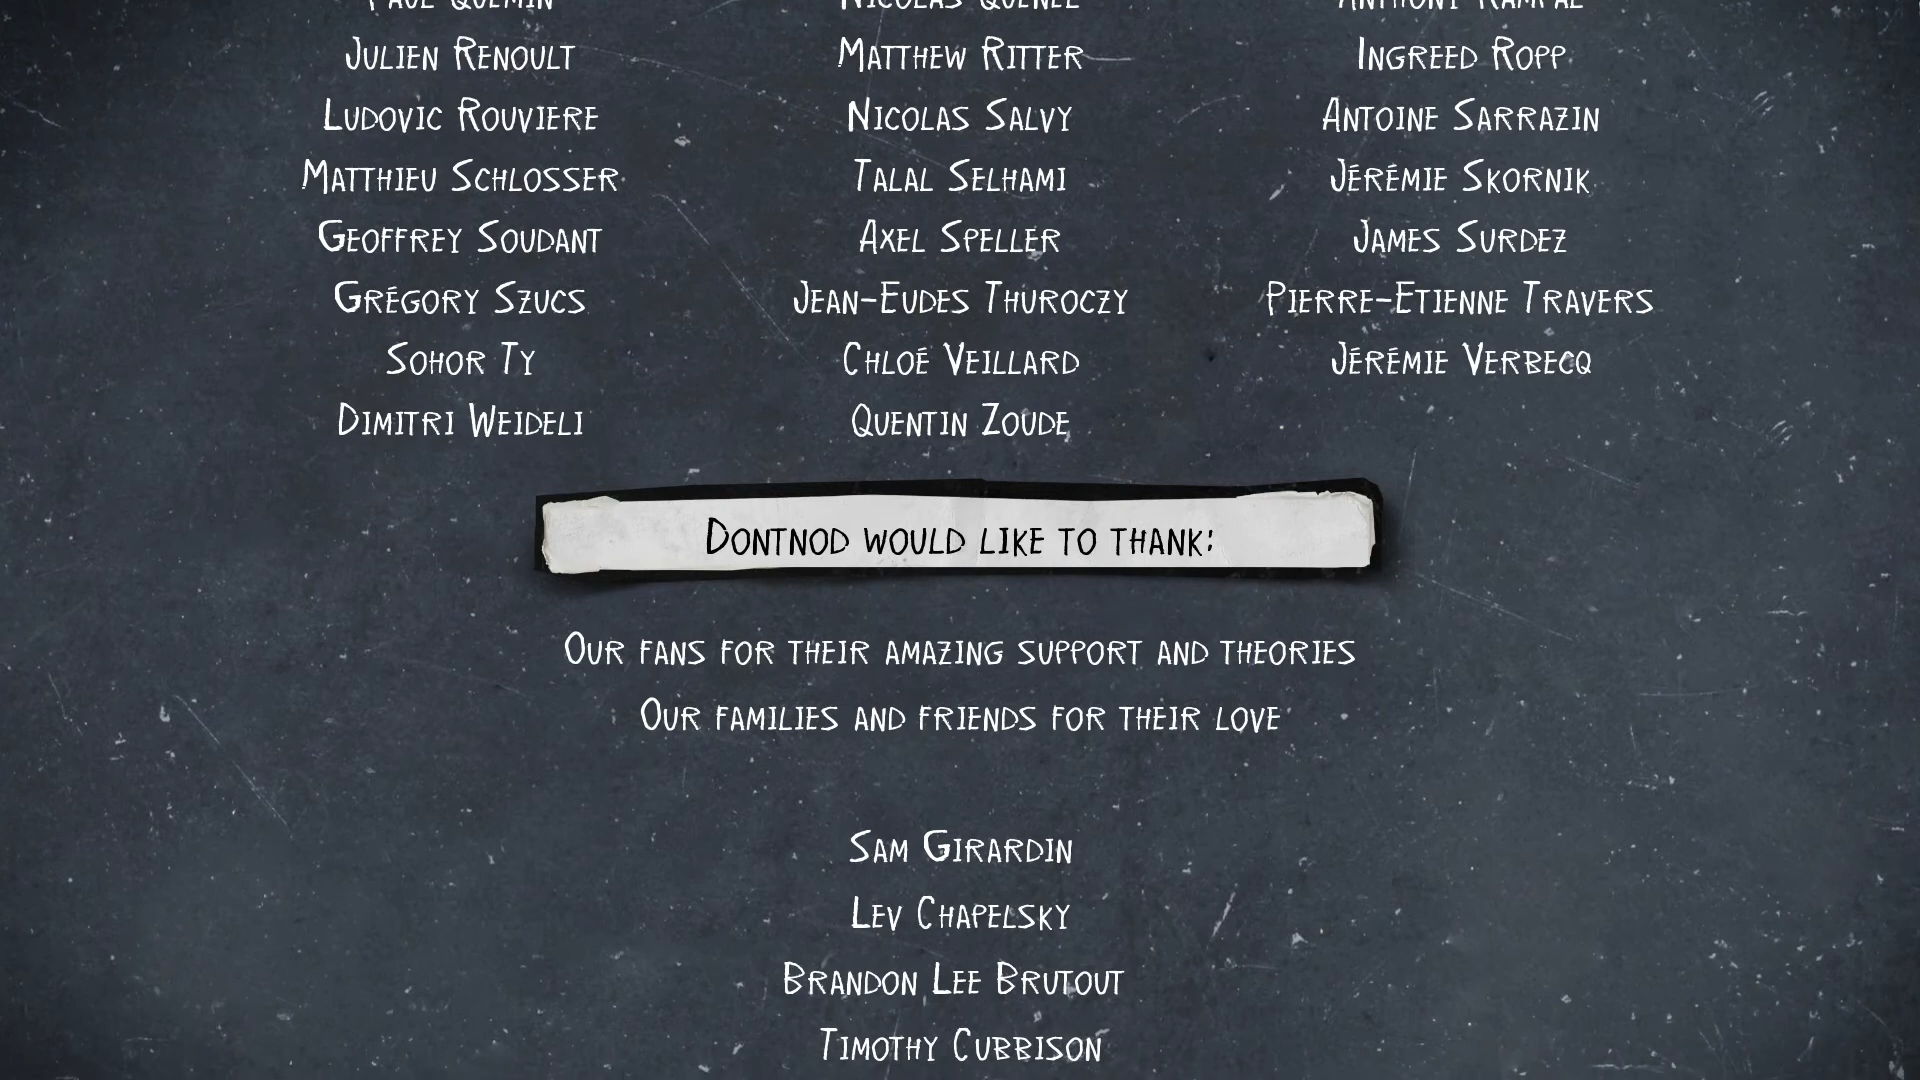 Paul Quemin Nicolas Quenee Anthony Rampal
Julien Renoult Matthew Ritter Ingreed Ropp
Ludovic Rouviere Nicolas Salvy Antoine Sarrazin
Matthieu Schlosser Talal Selhami Jérémie Skornik
Geoffrey Soudant Axel Speller James Surdez
Grégory Szucs Jean-Eudes Thuroczy Pierre-Etienne Travers
Sohor Ty Chloé Veillard Jérémie Verbecq
Dimitri Weideli Quentin Zoude
Dontnod would like to thank:
Our fans for their amazing support and theories
Our families and friends for their love
Sam Girardin
Lev Chapelsky
Brandon Lee Brutout
Timothy Cubbison